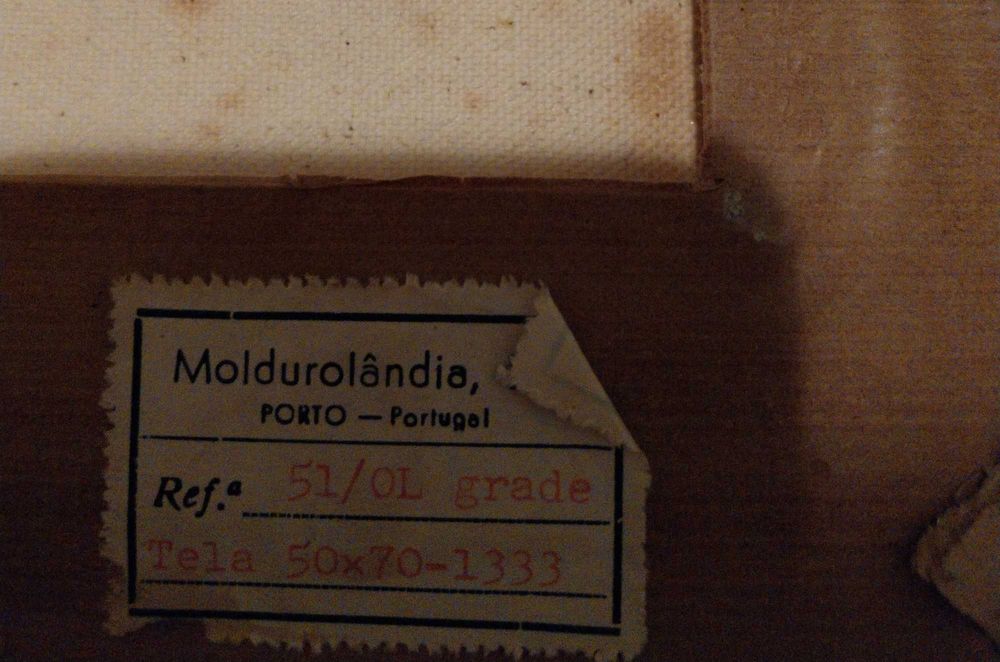 Moldurolândia,
PORTO — Portugal
Ref.ª 51/OL grade
Tela 50x70-1333